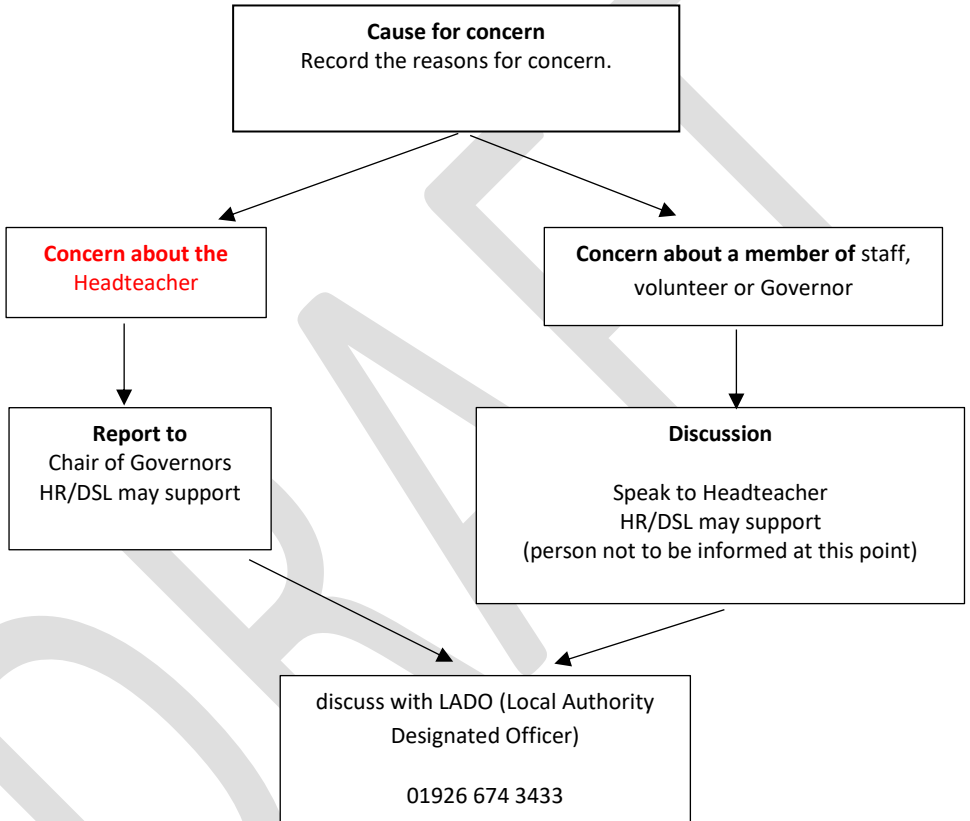 Cause for concern
Record the reasons for concern.
Concern about the
Headteacher
Concern about a member of staff,
volunteer or Governor
Report to
Chair of Governors
HR/DSL may support
Discussion
Speak to Headteacher
HR/DSL may support
(person not to be informed at this point)
discuss with LADO (Local Authority
Designated Officer)
01926 674 3433
DRAFT